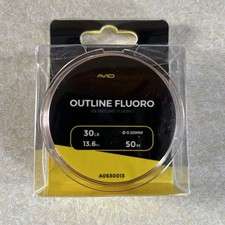 AVID
OUTLINE FLUORO
30LB
Ø 0.50MM
13.6KG
50M
A0630013